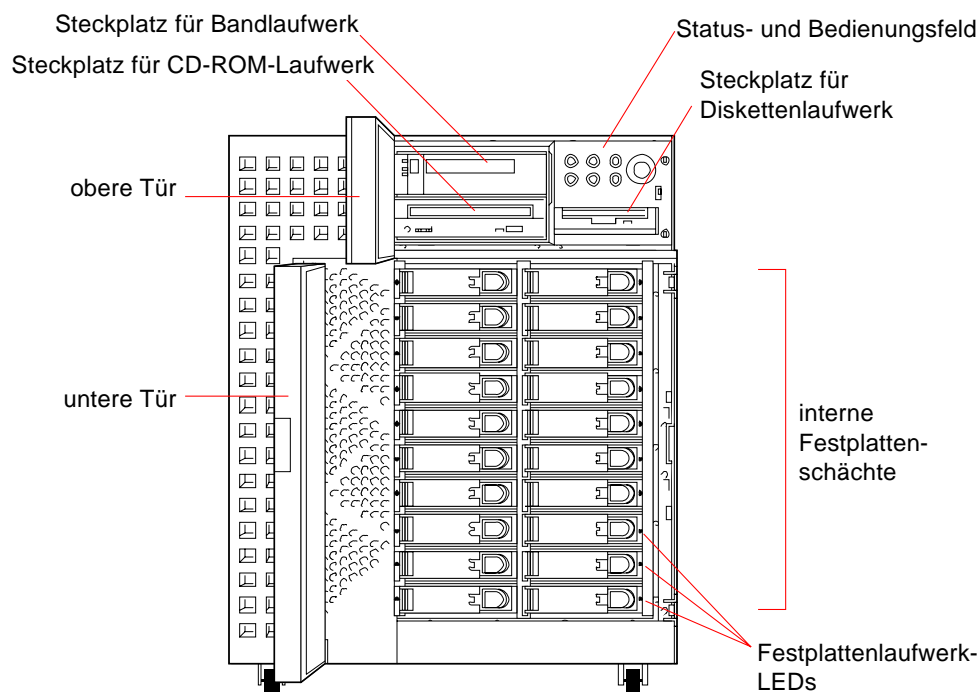 Steckplatz für Bandlaufwerk
Steckplatz für CD-ROM-Laufwerk
Status- und Bedienungsfeld
Steckplatz für
Diskettenlaufwerk
obere Tür
untere Tür
interne
Festplatten-
schächte
Festplattenlaufwerk-
LEDs